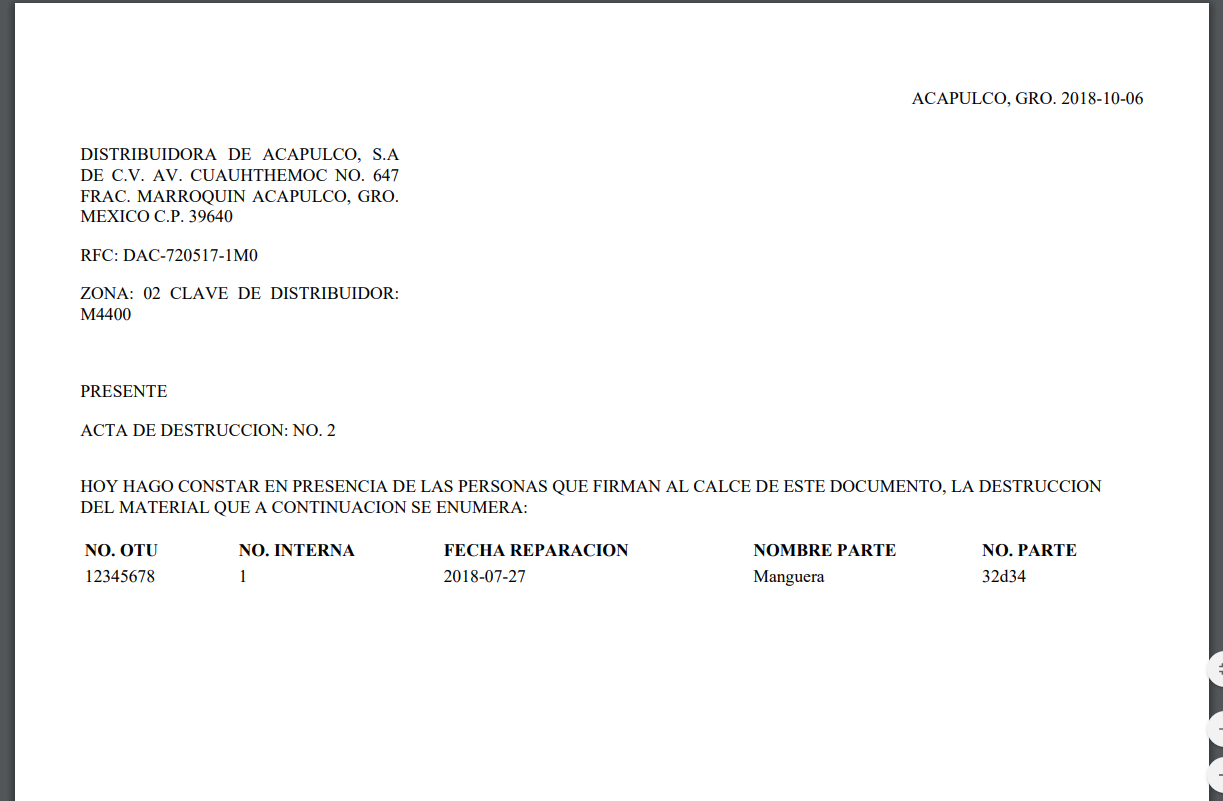 ACAPULCO, GRO. 2018-10-06
DISTRIBUIDORA DE ACAPULCO, S.A
DE C.V. AV. CUAUHTHEMOC NO. 647
FRAC. MARROQUIN ACAPULCO, GRO.
MEXICO C.P. 39640
RFC: DAC-720517-1M0
ZONA: 02 CLAVE DE DISTRIBUIDOR:
M4400
PRESENTE
ACTA DE DESTRUCCION: NO. 2
HOY HAGO CONSTAR EN PRESENCIA DE LAS PERSONAS QUE FIRMAN AL CALCE DE ESTE DOCUMENTO, LA DESTRUCCION
DEL MATERIAL QUE A CONTINUACION SE ENUMERA:
NO. OTU NO. INTERNA FECHA REPARACION NOMBRE PARTE NO. PARTE
12345678 1 2018-07-27 Manguera 32d34